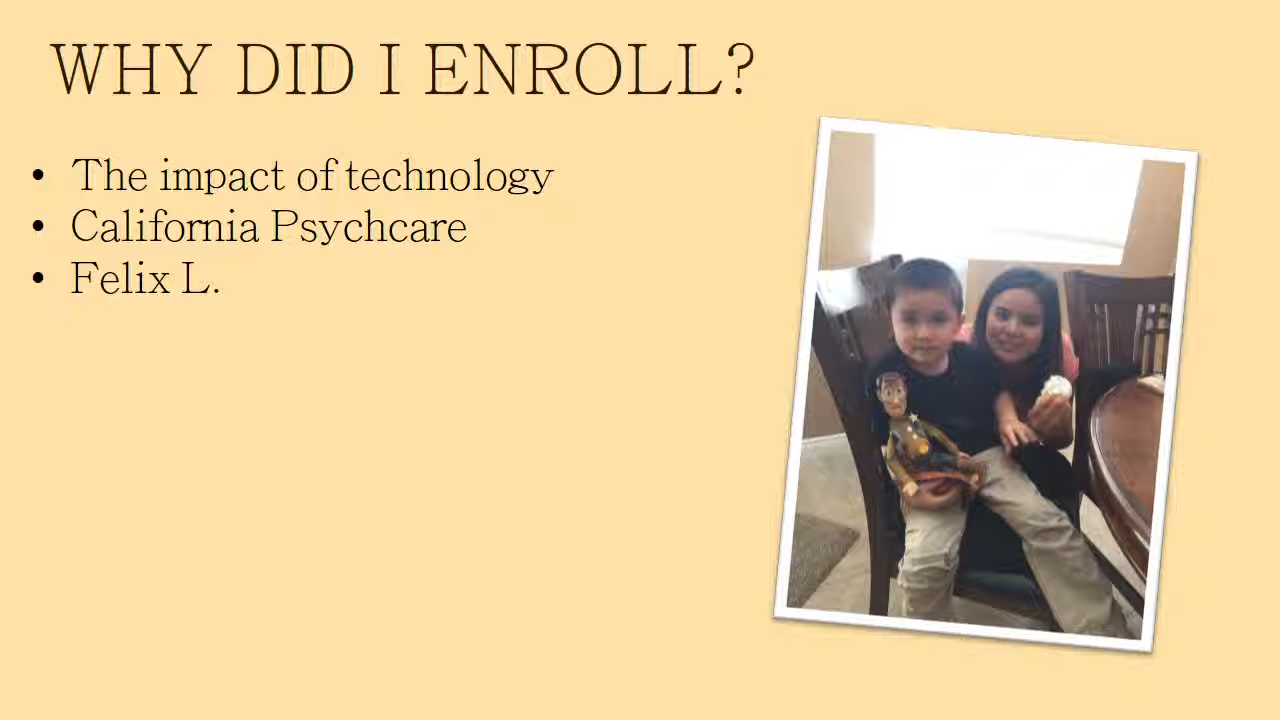 WHY DID I ENROLL?
• The impact of technology
• California Psychcare
• Felix L.